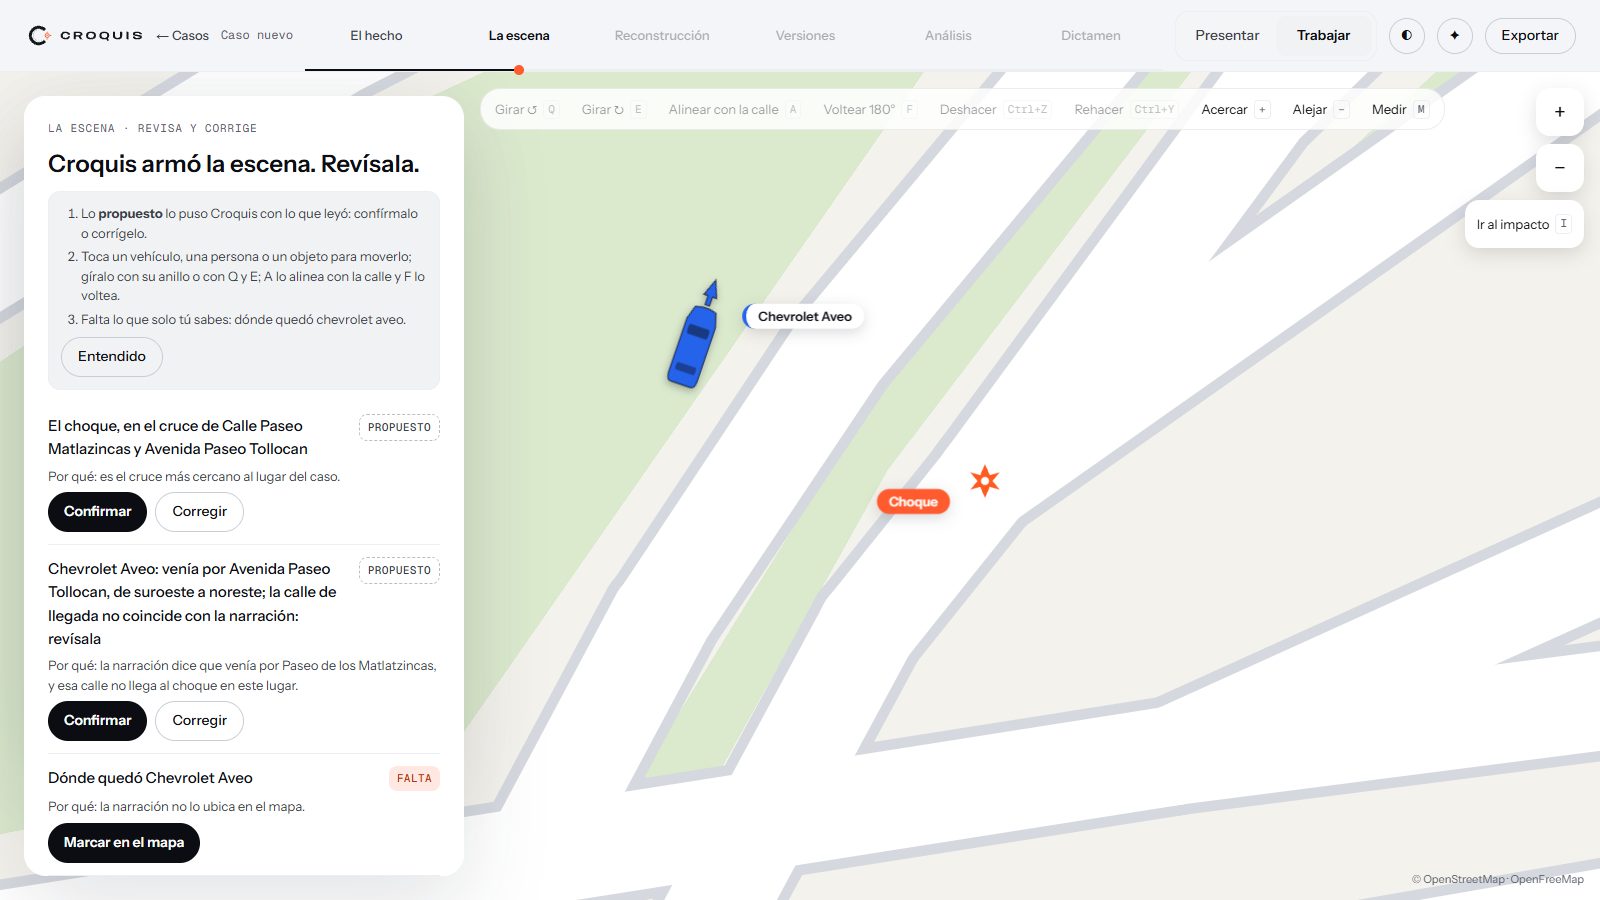 CROQUIS
← Casos
Caso nuevo
El hecho
La escena
Reconstrucción
Versiones
Análisis
Dictamen
Presentar
Trabajar
Exportar
Girar ↺ Q
Girar ↻ E
Alinear con la calle A
Voltear 180° F
Deshacer Ctrl+Z
Rehacer Ctrl+Y
Acercar +
Alejar −
Medir M
+
−
Ir al impacto I
LA ESCENA · REVISA Y CORRIGE
Croquis armó la escena. Revísala.
1. Lo propuesto lo puso Croquis con lo que leyó: confírmalo
o corrígelo.
2. Toca un vehículo, una persona o un objeto para moverlo;
gíralo con su anillo o con Q y E; A lo alinea con la calle y F lo
voltea.
3. Falta lo que solo tú sabes: dónde quedó chevrolet aveo.
Entendido
El choque, en el cruce de Calle Paseo
Matlazincas y Avenida Paseo Tollocan
PROPUESTO
Por qué: es el cruce más cercano al lugar del caso.
Confirmar
Corregir
Chevrolet Aveo: venía por Avenida Paseo
Tollocan, de suroeste a noreste; la calle de
llegada no coincide con la narración:
revísala
PROPUESTO
Por qué: la narración dice que venía por Paseo de los Matlatzincas,
y esa calle no llega al choque en este lugar.
Confirmar
Corregir
Dónde quedó Chevrolet Aveo
FALTA
Por qué: la narración no lo ubica en el mapa.
Marcar en el mapa
Chevrolet Aveo
Choque
© OpenStreetMap · OpenFreeMap